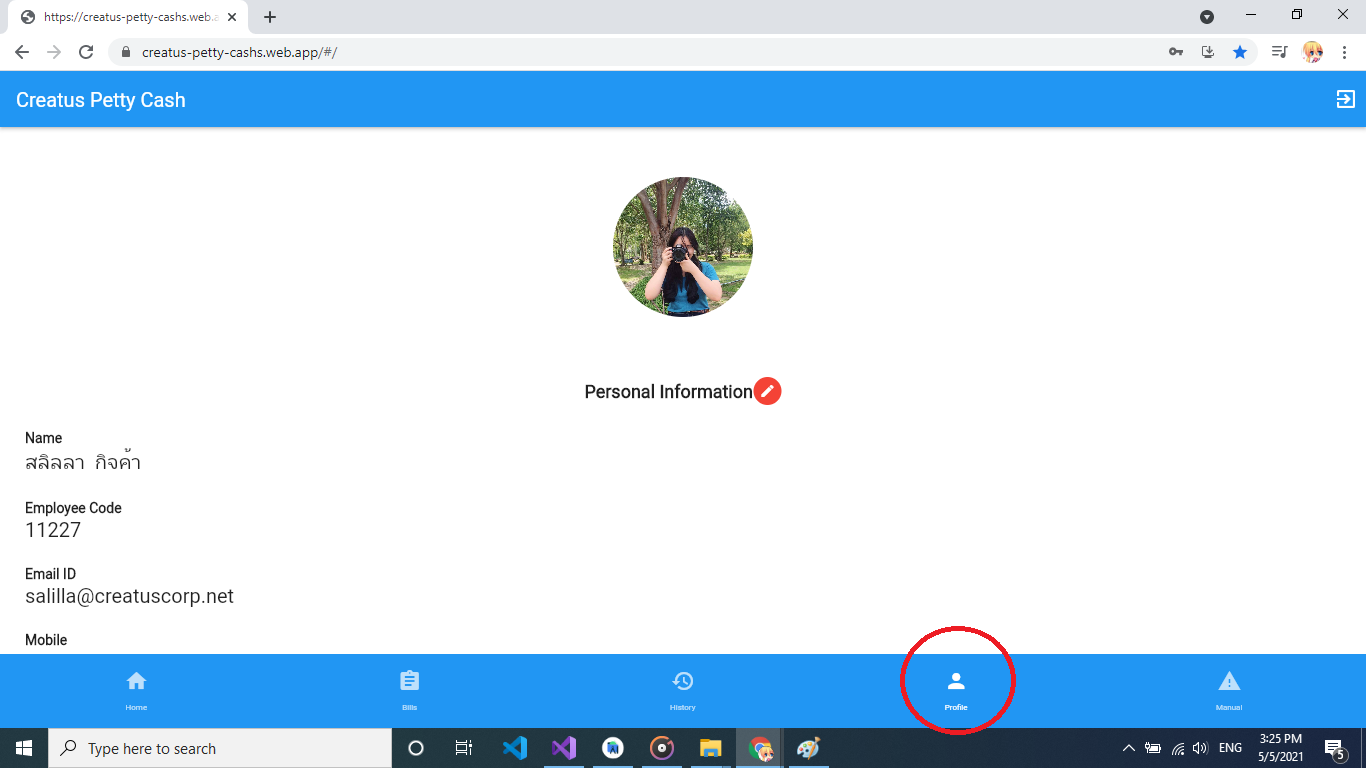 https://creatus-petty-cashs.web.a
creatus-petty-cashs.web.app/#/
Creatus Petty Cash
Personal Information
Name
สลิลลา กิจค้า
Employee Code
11227
Email ID
salilla@creatuscorp.net
Mobile
Home
Bills
History
Profile
Manual
Type here to search
ENG
3:25 PM
5/5/2021
5